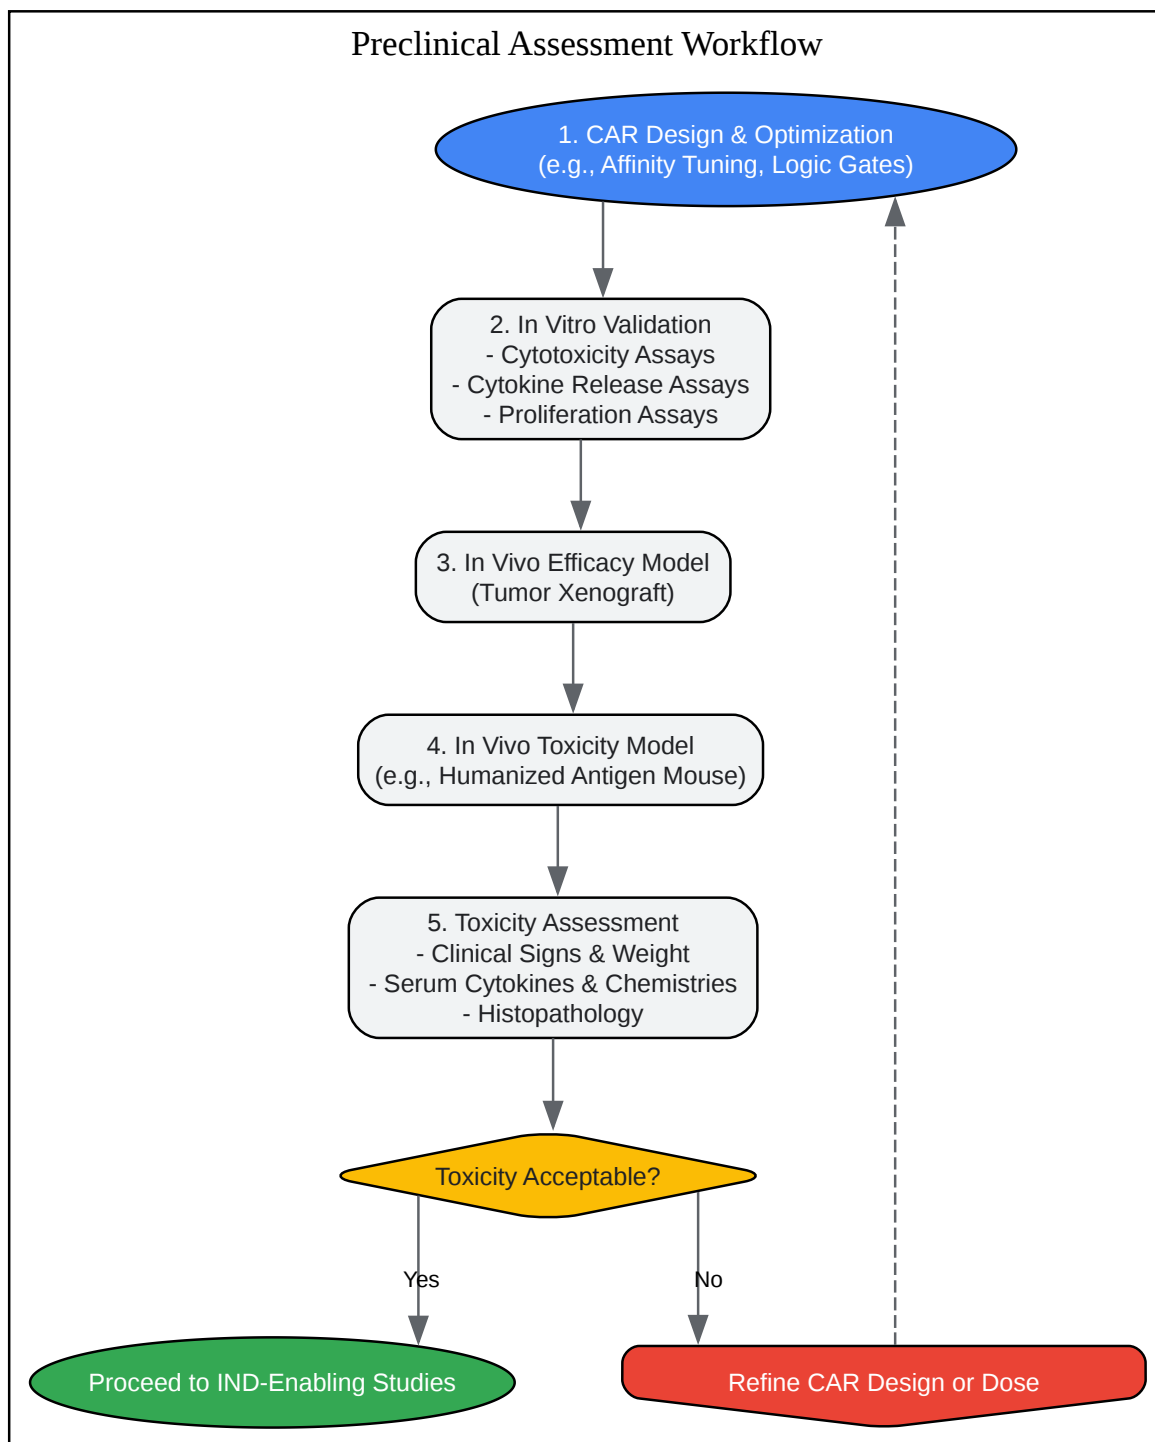 Preclinical Assessment Workflow
1. CAR Design & Optimization
(e.g., Affinity Tuning, Logic Gates)
2. In Vitro Validation
- Cytotoxicity Assays
- Cytokine Release Assays
- Proliferation Assays
3. In Vivo Efficacy Model
(Tumor Xenograft)
4. In Vivo Toxicity Model
(e.g., Humanized Antigen Mouse)
5. Toxicity Assessment
- Clinical Signs & Weight
- Serum Cytokines & Chemistries
- Histopathology
Toxicity Acceptable?
Yes
No
Proceed to IND-Enabling Studies
Refine CAR Design or Dose